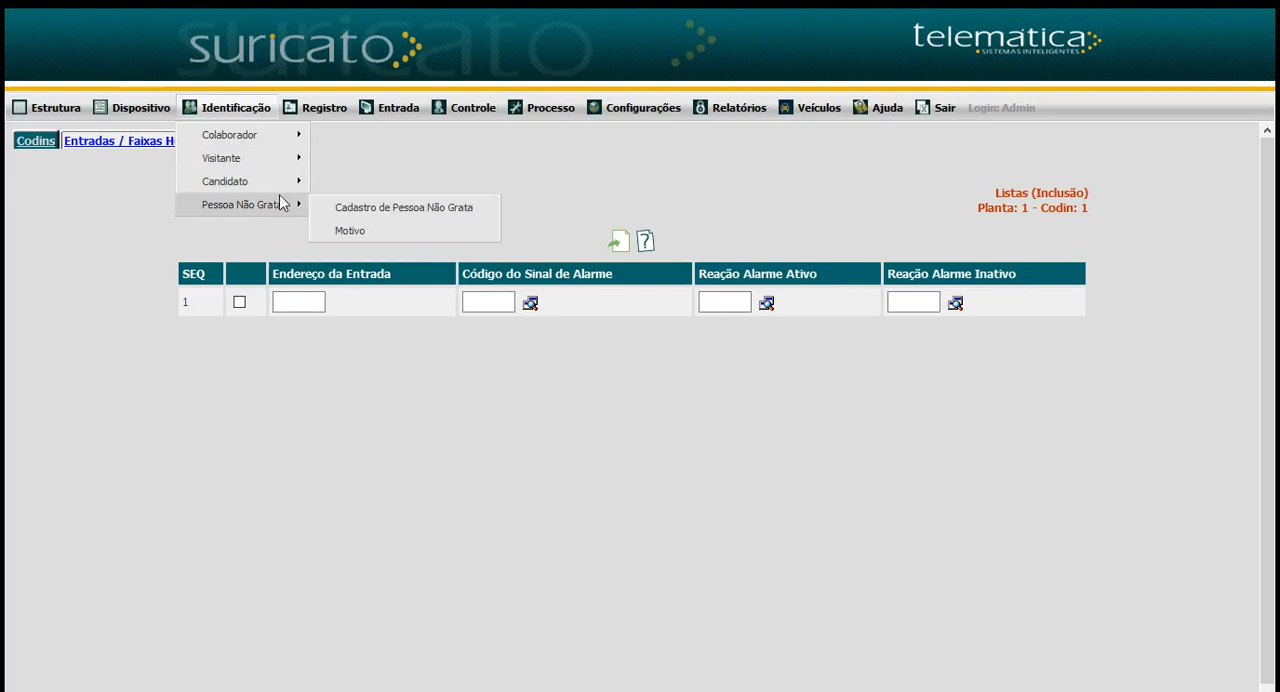 suricato
telemática
SISTEMAS INTELIGENTES
Estrutura Dispositivo Identificação Registro Entrada Controle Processo Configurações Relatórios Veículos Ajuda Sair Login: Admin
Codins Entradas / Faixas H
Colaborador
Visitante
Candidato
Pessoa Não Grata
Cadastro de Pessoa Não Grata
Motivo
Listas (Inclusão)
Planta: 1 - Codin: 1
SEQ Endereço da Entrada Código do Sinal de Alarme Reação Alarme Ativo Reação Alarme Inativo
1